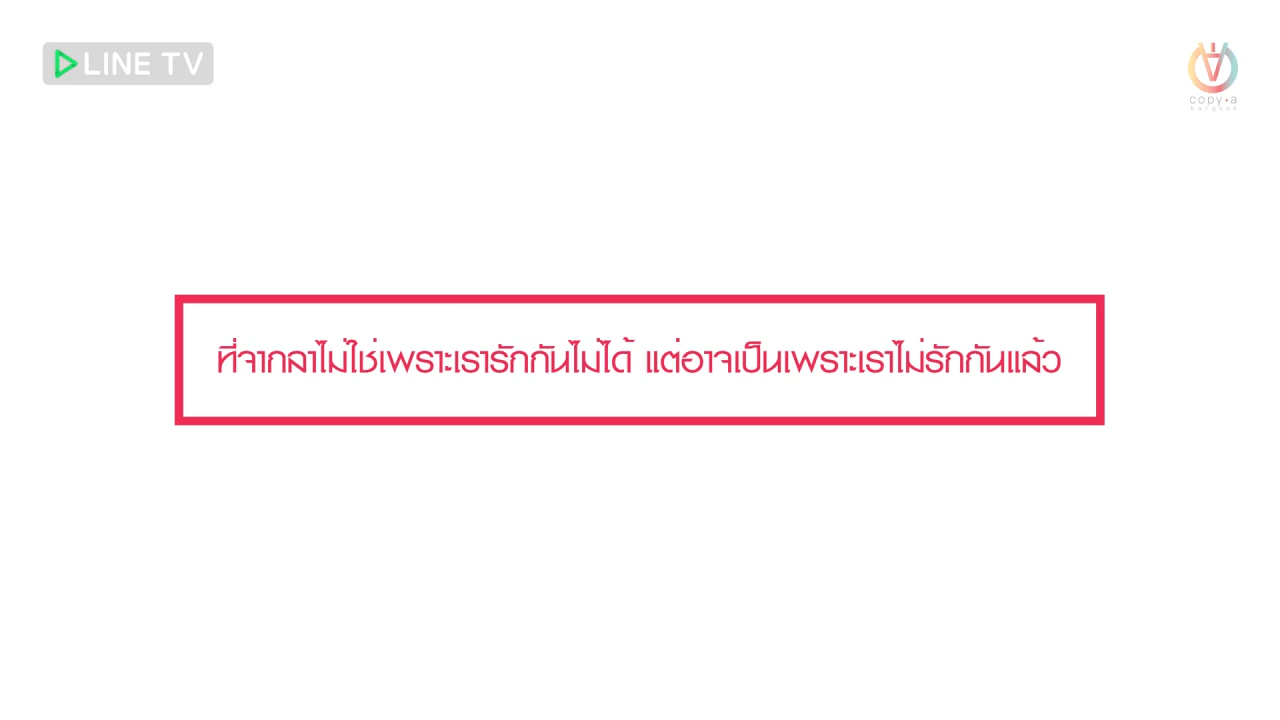 LINE TV
copy•a
bangkok
ที่จากลาไม่ใช่เพราะเรารักกันไม่ได้ แต่อาจเป็นเพราะเราไม่รักกันแล้ว